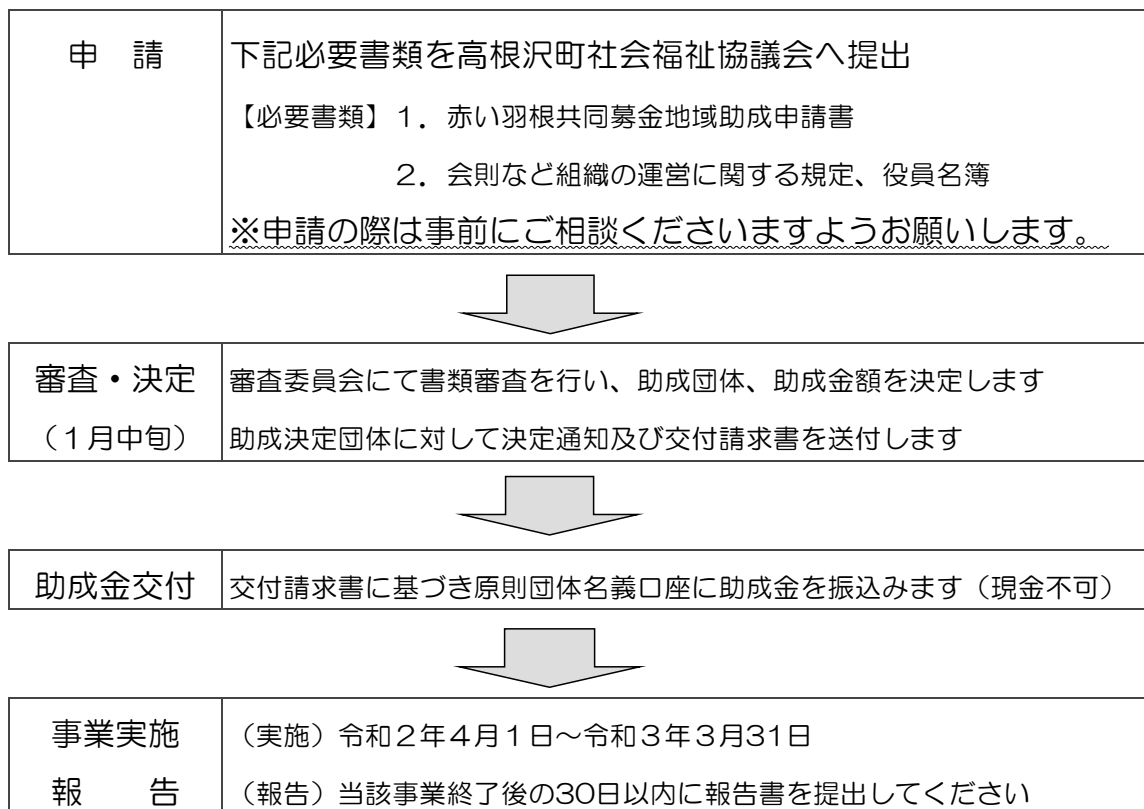 申　請
下記必要書類を高根沢町社会福祉協議会へ提出
【必要書類】１．赤い羽根共同募金地域助成申請書
２．会則など組織の運営に関する規定、役員名簿
※申請の際は事前にご相談くださいますようお願いします。
審査・決定
（１月中旬）
審査委員会にて書類審査を行い、助成団体、助成金額を決定します
助成決定団体に対して決定通知及び交付請求書を送付します
助成金交付
交付請求書に基づき原則団体名義口座に助成金を振込みます（現金不可）
事業実施
報　　告
（実施）令和２年４月１日～令和３年３月31日
（報告）当該事業終了後の30日以内に報告書を提出してください